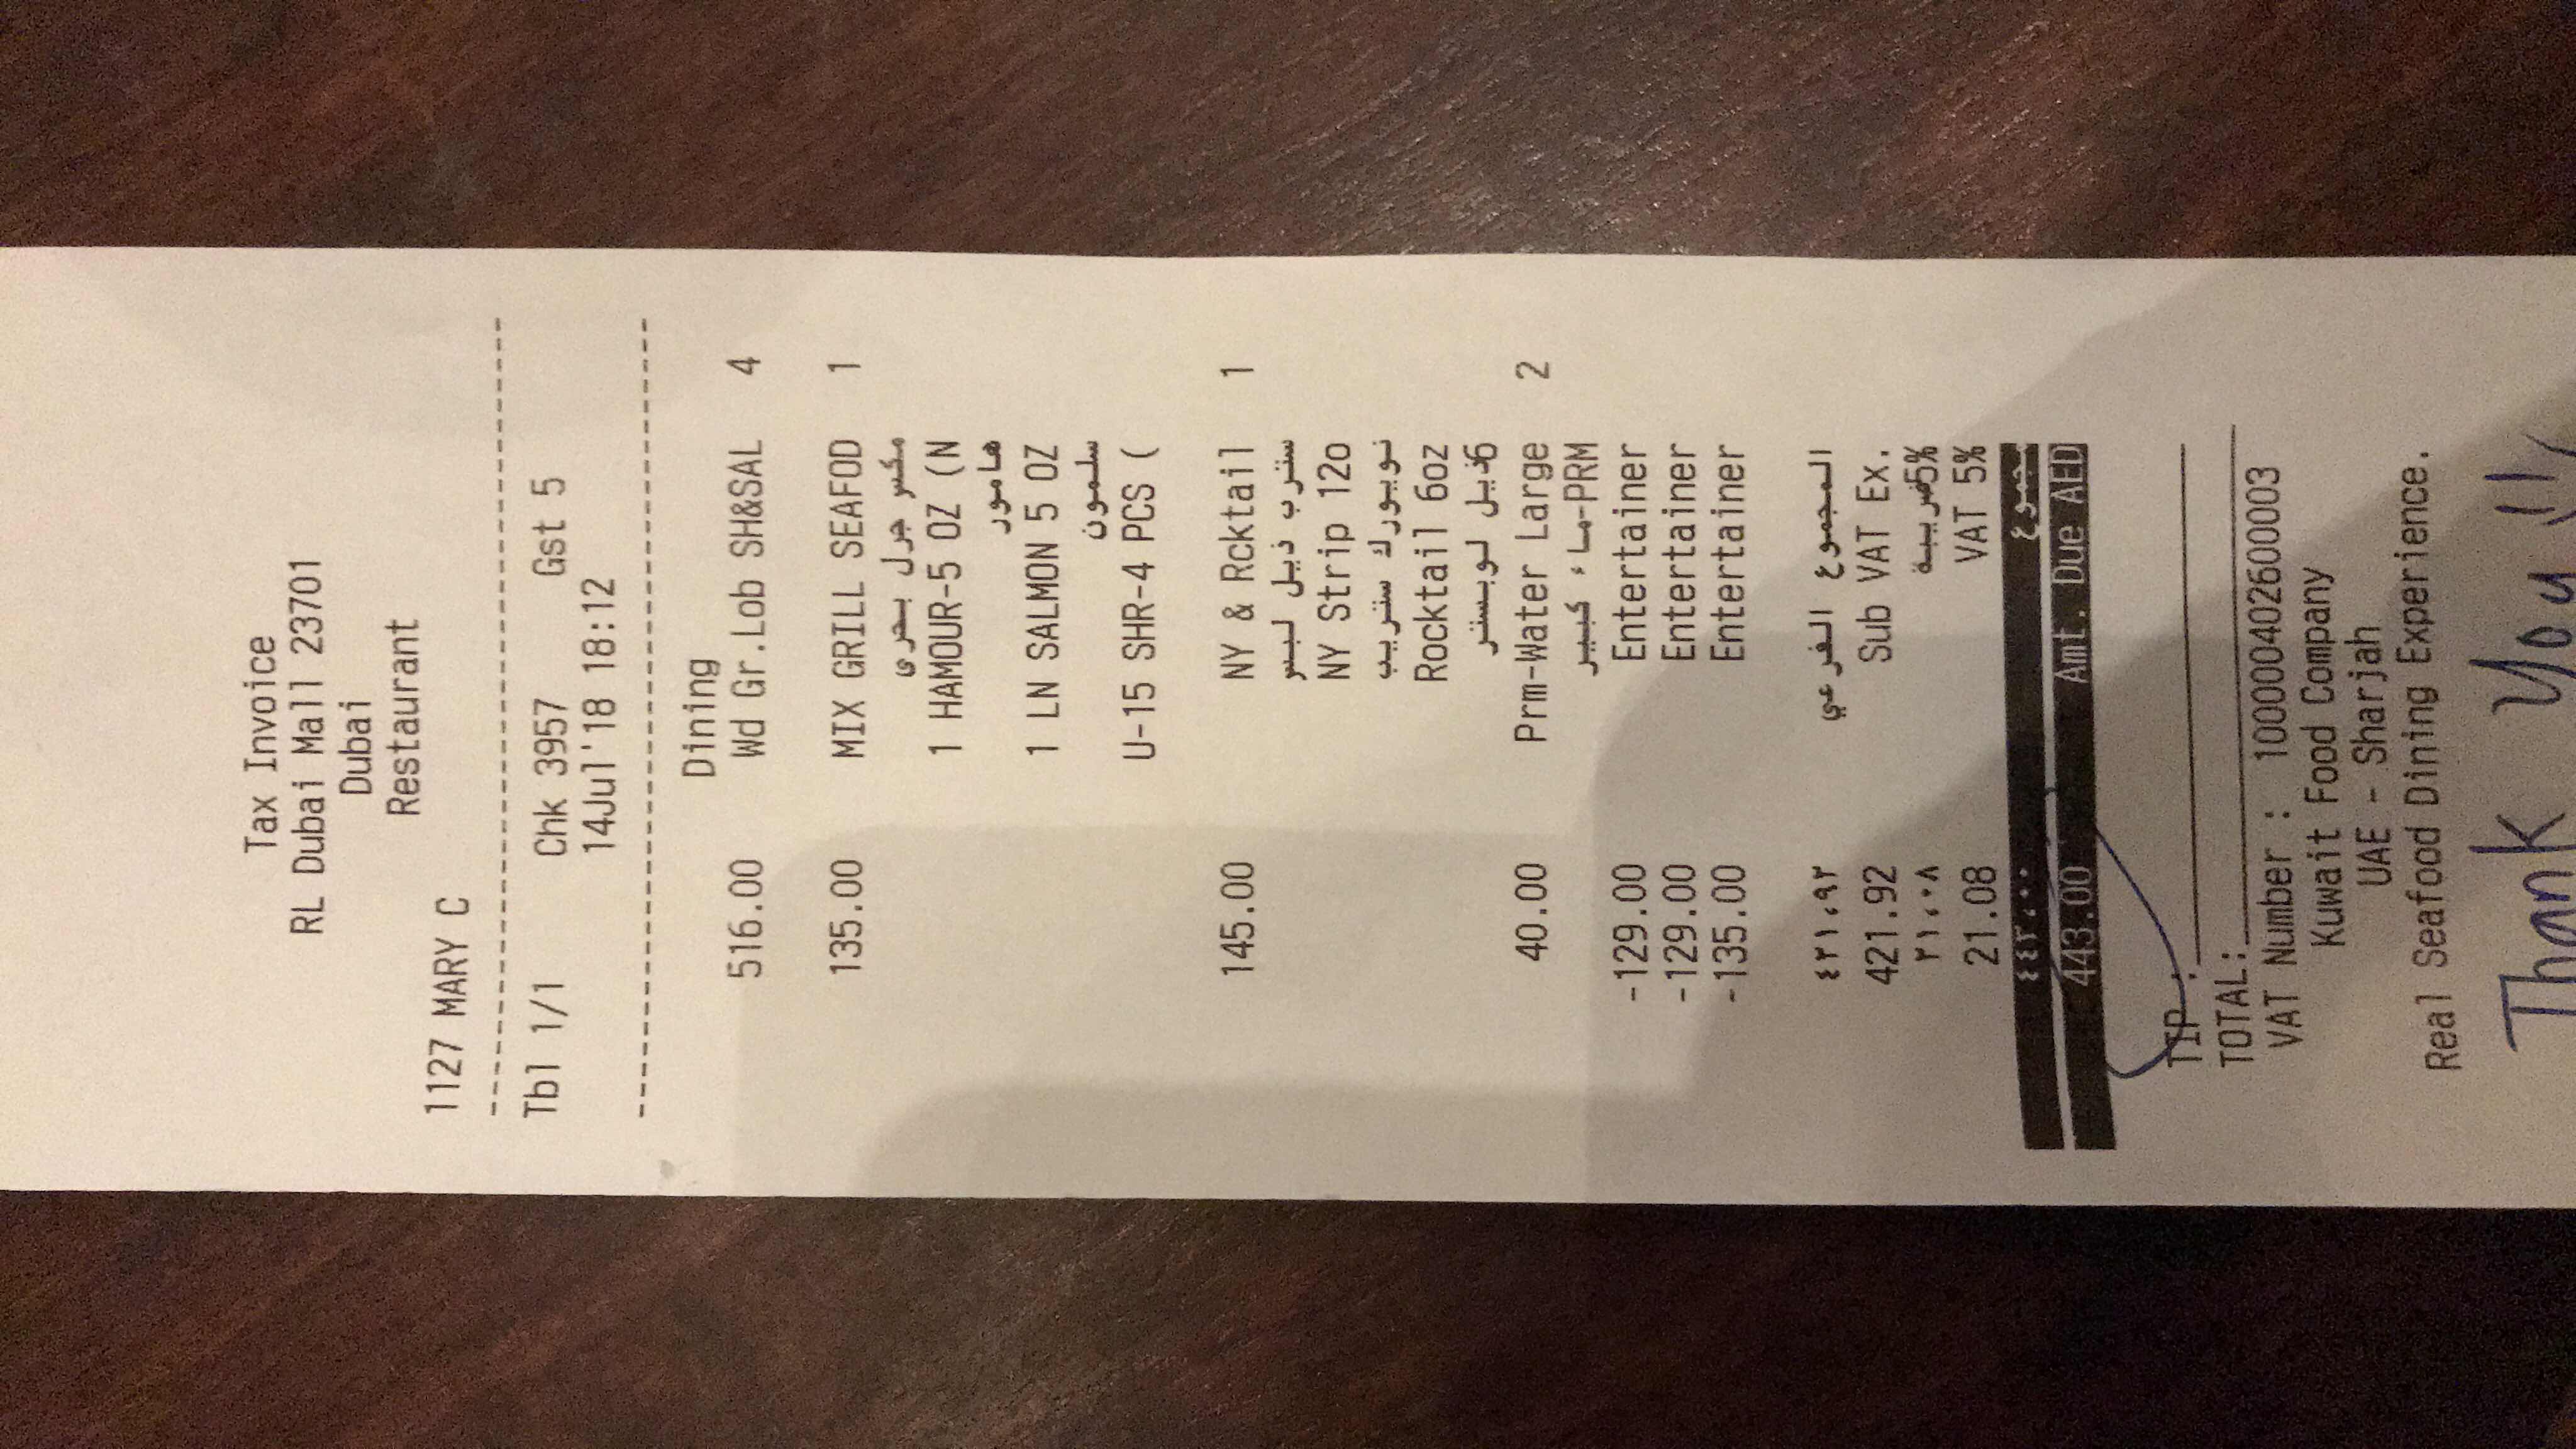 Tax Invoice
RL Dubai Mall 23701
Dubai
Restaurant
1127 MARY C
Tbl 1/1 Chk 3957 Gst 5
14Jul'18 18:12
Dining
516.00 Wd Gr.Lob SH&SAL 4
135.00 MIX GRILL SEAFOD 1
مكس جرل بحرى
1 HAMOUR-5 OZ (N
هامور
1 LN SALMON 5 OZ
سلمون
U-15 SHR-4 PCS (
145.00 NY & Rcktail 1
سترب ذيل لبس
NY Strip 12o
نويورك ستريب
Rocktail 6oz
6ذيل لوبستر
40.00 Prm-Water Large 2
PRM-ماء كبير
-129.00 Entertainer
-129.00 Entertainer
-135.00 Entertainer
المجموع الفرعي ٤٢١،٩٢
421.92 Sub VAT Ex.
5%ضريبة ٢١،٠٨
21.08 VAT 5%
مجموع ٤٤٣،٠٠
443.00 Amt. Due AED
TIP :
TOTAL:
VAT Number : 100000402600003
Kuwait Food Company
UAE - Sharjah
Real Seafood Dining Experience.
Thank You !!